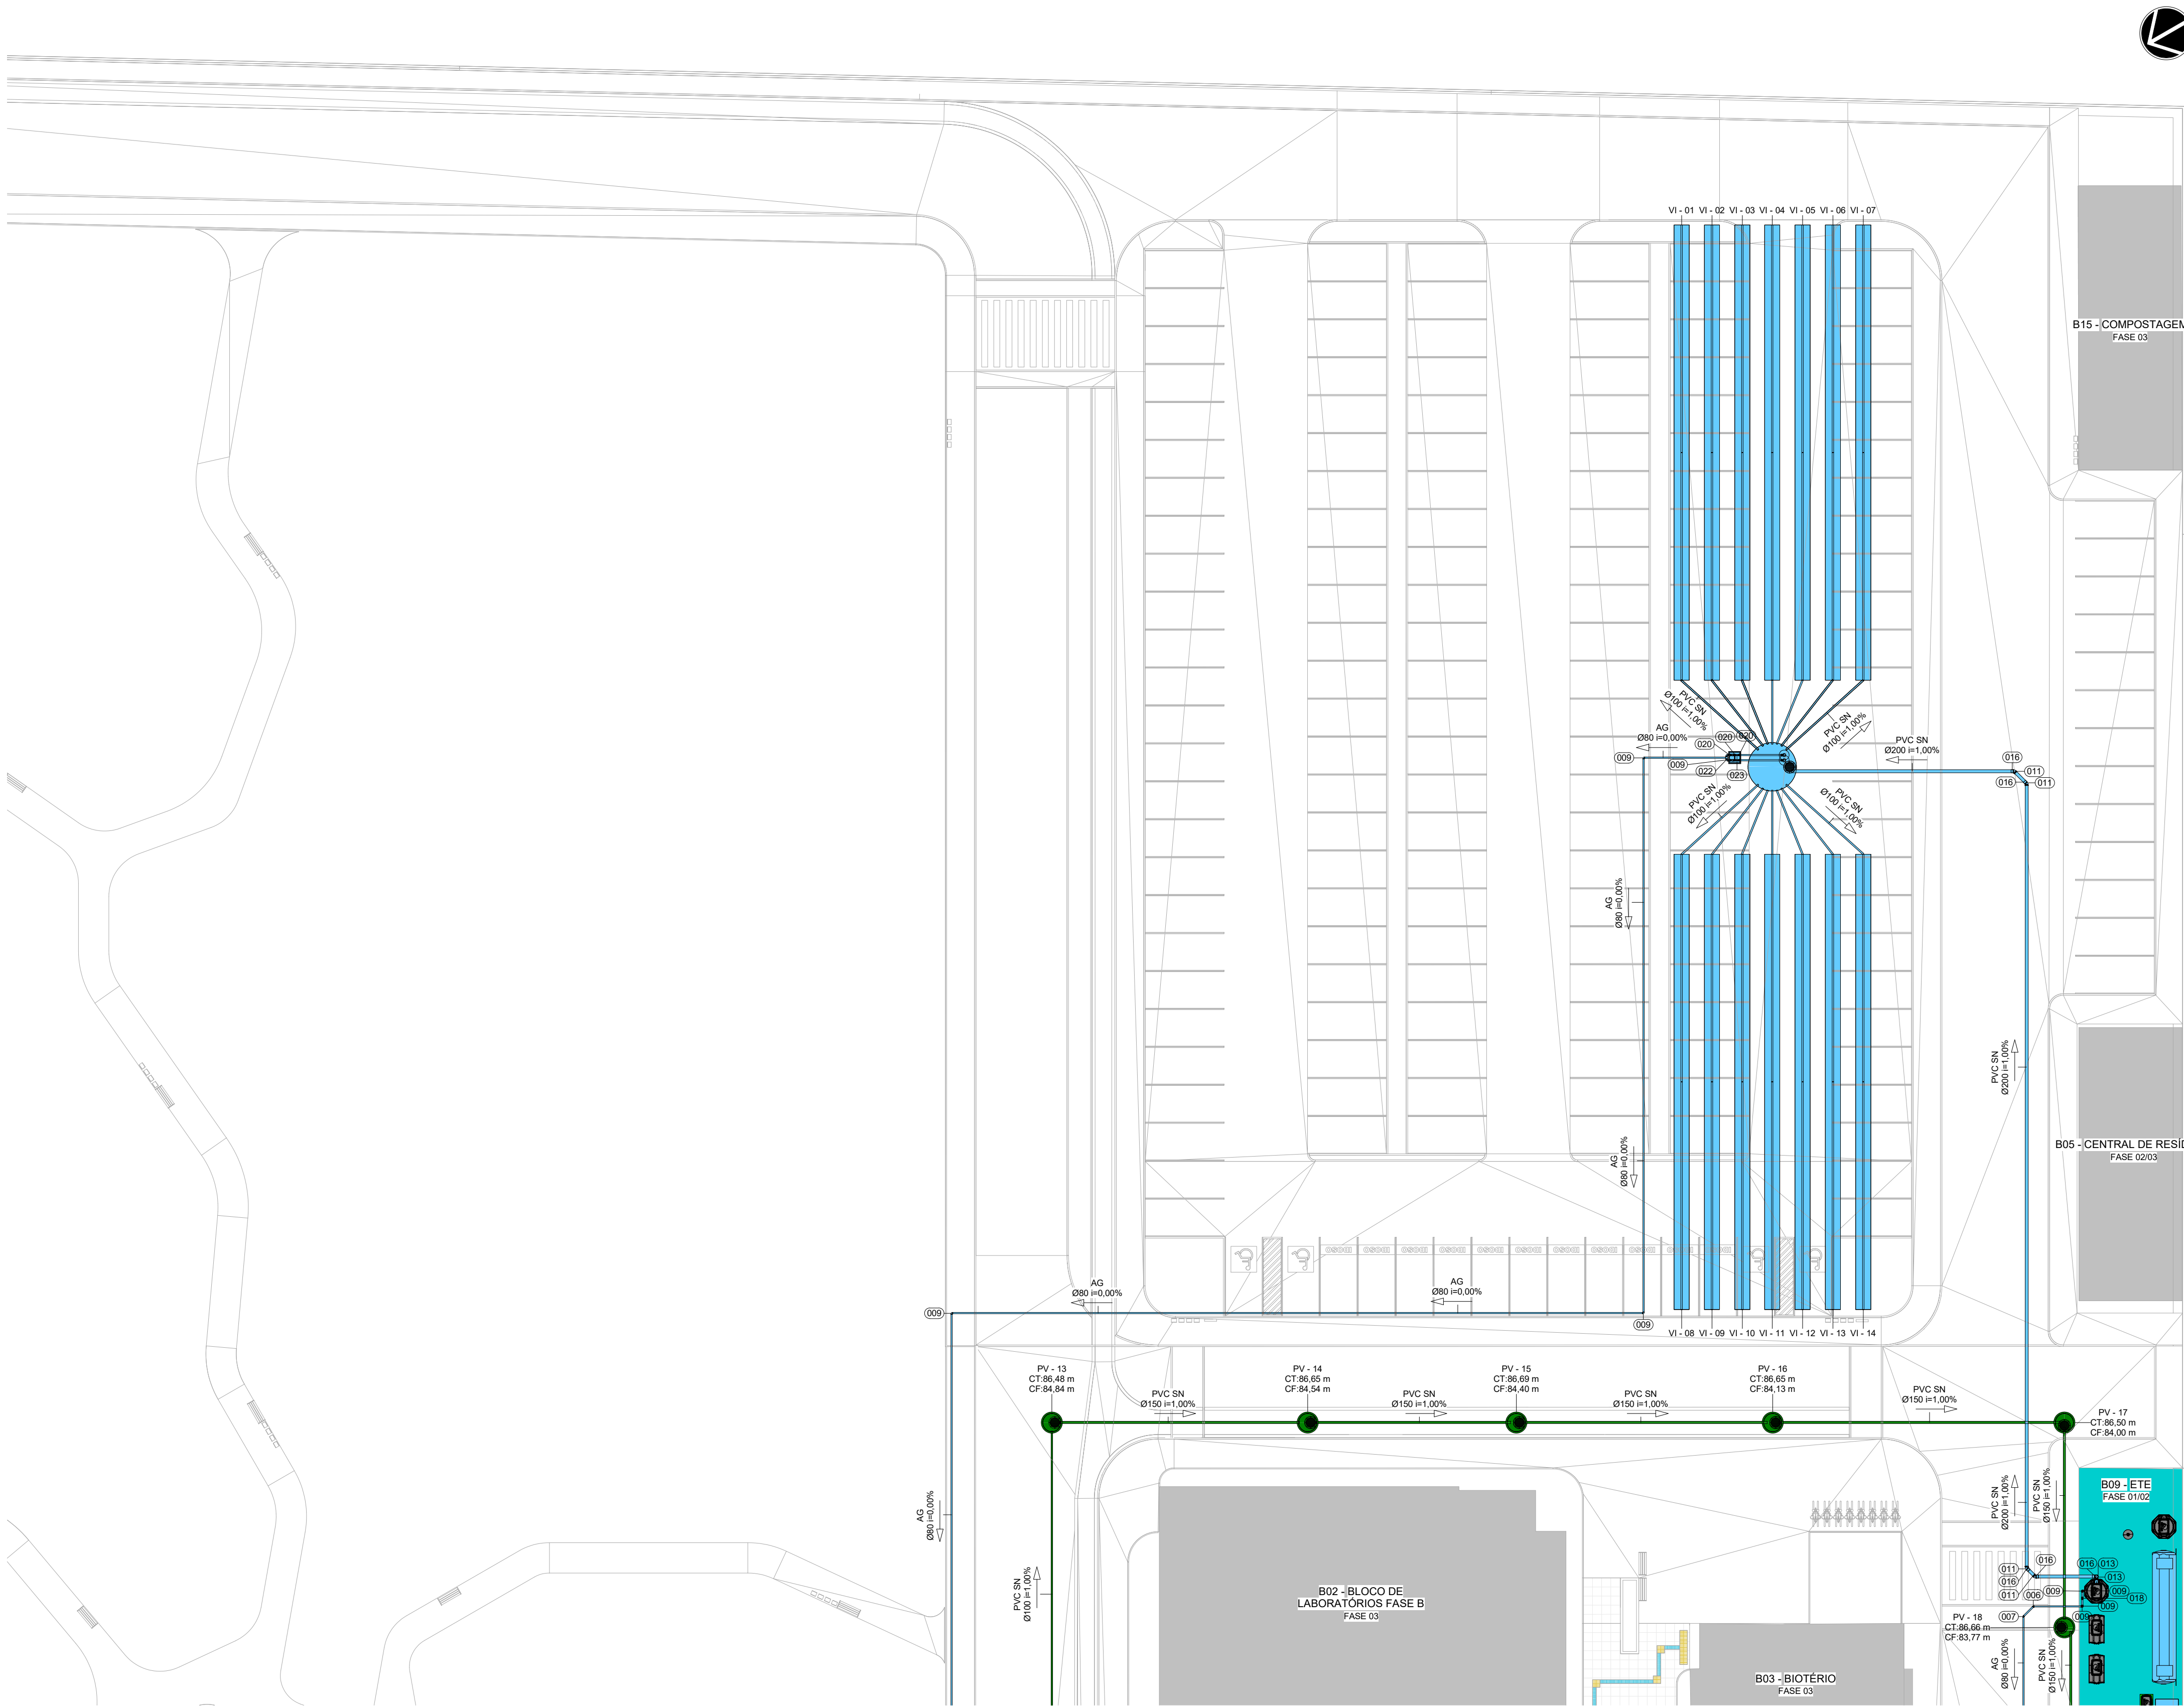 VI - 01
VI - 02
VI - 03
VI - 04
VI - 05
VI - 06
VI - 07
B15 - COMPOSTAGEM
FASE 03
PVC SN
Ø100 i=1,00%
PVC SN
Ø100 i=1,00%
AG
Ø80 i=0,00%
020
020
020
009
009
022
023
PVC SN
Ø200 i=1,00%
016
011
016
011
PVC SN
Ø100 i=1,00%
PVC SN
Ø100 i=1,00%
AG
Ø80 i=0,00%
PVC SN
Ø200 i=1,00%
AG
Ø80 i=0,00%
B05 - CENTRAL DE
FASE 02/03
AG
Ø80 i=0,00%
AG
Ø80 i=0,00%
009
009
VI - 08
VI - 09
VI - 10
VI - 11
VI - 12
VI - 13
VI - 14
PV - 13
CT:86,48 m
CF:84,84 m
PVC SN
Ø150 i=1,00%
PV - 14
CT:86,65 m
CF:84,54 m
PVC SN
Ø150 i=1,00%
PV - 15
CT:86,69 m
CF:84,40 m
PVC SN
Ø150 i=1,00%
PV - 16
CT:86,65 m
CF:84,13 m
PVC SN
Ø150 i=1,00%
PV - 17
CT:86,50 m
CF:84,00 m
B09 - ETE
FASE 01/02
AG
Ø80 i=0,00%
PVC SN
Ø200 i=1,00%
PVC SN
Ø150 i=1,00%
PVC SN
Ø100 i=1,00%
B02 - BLOCO DE
LABORATÓRIOS FASE B
FASE 03
011
016
016
011
006
016
013
013
009
009
018
009
009
007
PV - 18
CT:86,66 m
CF:83,77 m
AG
Ø80 i=0,00%
PVC SN
Ø150 i=1,00%
B03 - BIOTÉRIO
FASE 03